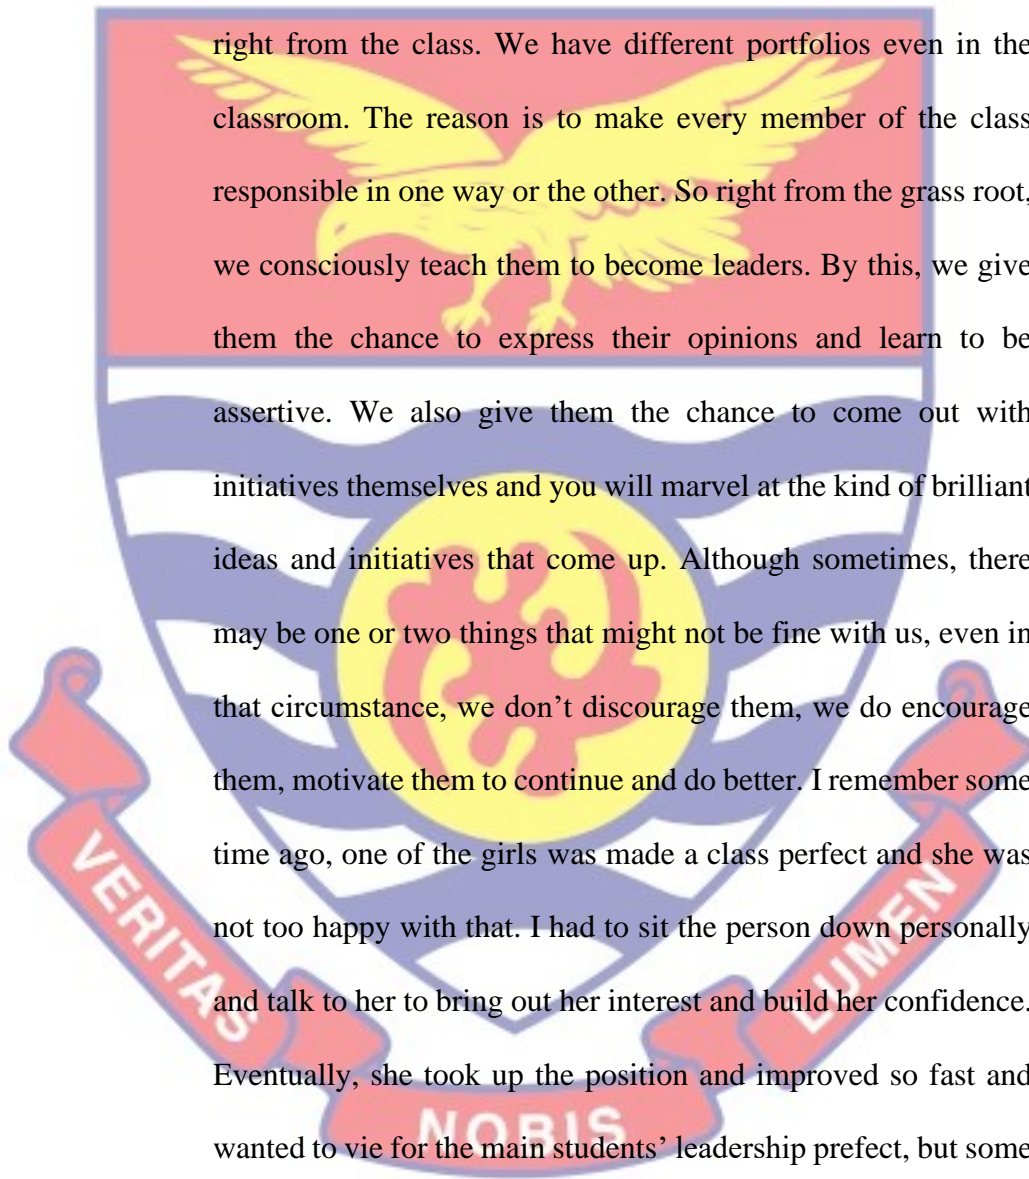 right from the class. We have different portfolios even in the
classroom. The reason is to make every member of the class
responsible in one way or the other. So right from the grass root,
we consciously teach them to become leaders. By this, we give
them the chance to express their opinions and learn to be
assertive. We also give them the chance to come out with
initiatives themselves and you will marvel at the kind of brilliant
ideas and initiatives that come up. Although sometimes, there
may be one or two things that might not be fine with us, even in
that circumstance, we don’t discourage them, we do encourage
them, motivate them to continue and do better. I remember some
time ago, one of the girls was made a class perfect and she was
not too happy with that. I had to sit the person down personally
and talk to her to bring out her interest and build her confidence.
Eventually, she took up the position and improved so fast and
wanted to vie for the main students’ leadership prefect, but some
VERITAS
NOBIS
LUMEN